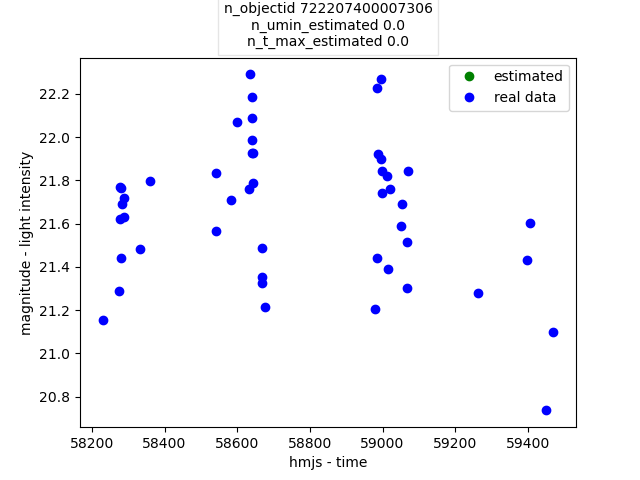 n_objectid 722207400007306
n_umin_estimated 0.0
n_t_max_estimated 0.0
estimated
real data
magnitude - light intensity
22.2
22.0
21.8
21.6
21.4
21.2
21.0
20.8
58200 58400 58600 58800 59000 59200 59400
hmjs - time